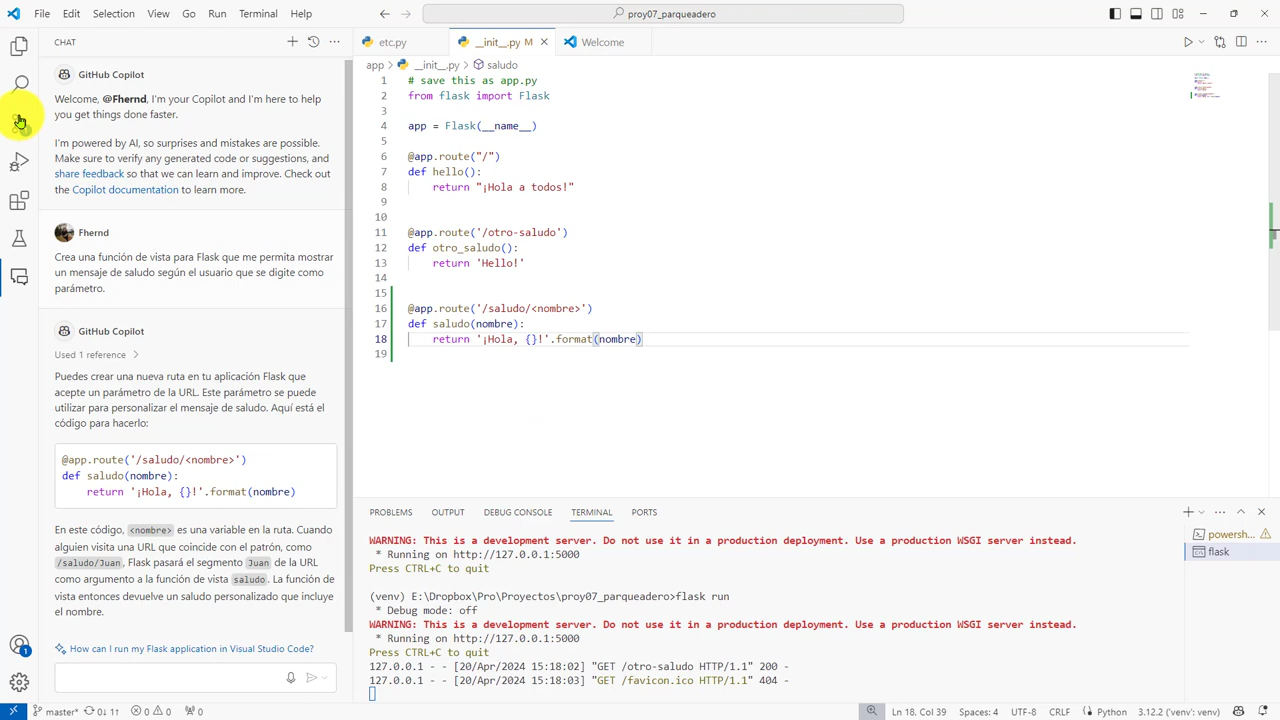 File Edit Selection View Go Run Terminal Help
proy07_parqueadero
CHAT
GitHub Copilot
Welcome, @Fhernd, I'm your Copilot and I'm here to help
you get things done faster.
I'm powered by AI, so surprises and mistakes are possible.
Make sure to verify any generated code or suggestions, and
share feedback so that we can learn and improve. Check out
the Copilot documentation to learn more.
Fhernd
Crea una función de vista para Flask que me permita mostrar
un mensaje de saludo según el usuario que se digite como
parámetro.
GitHub Copilot
Used 1 reference
Puedes crear una nueva ruta en tu aplicación Flask que
acepte un parámetro de la URL. Este parámetro se puede
utilizar para personalizar el mensaje de saludo. Aquí está el
código para hacerlo:
@app.route('/saludo/<nombre>')
def saludo(nombre):
return '¡Hola, {}!'.format(nombre)
En este código, <nombre> es una variable en la ruta. Cuando
alguien visita una URL que coincide con el patrón, como
/saludo/Juan, Flask pasará el segmento Juan de la URL
como argumento a la función de vista saludo. La función de
vista entonces devuelve un saludo personalizado que incluye
el nombre.
How can I run my Flask application in Visual Studio Code?
1
etc.py __init__.py M Welcome
app > __init__.py > saludo
1 # save this as app.py
2 from flask import Flask
3
4 app = Flask(__name__)
5
6 @app.route("/")
7 def hello():
8 return "¡Hola a todos!"
9
10
11 @app.route('/otro-saludo')
12 def otro_saludo():
13 return 'Hello!'
14
15
16 @app.route('/saludo/<nombre>')
17 def saludo(nombre):
18 return '¡Hola, {}!'.format(nombre)
19
PROBLEMS OUTPUT DEBUG CONSOLE TERMINAL PORTS
WARNING: This is a development server. Do not use it in a production deployment. Use a production WSGI server instead.
* Running on http://127.0.0.1:5000
Press CTRL+C to quit
(venv) E:\Dropbox\Pro\Proyectos\proy07_parqueadero>flask run
* Debug mode: off
WARNING: This is a development server. Do not use it in a production deployment. Use a production WSGI server instead.
* Running on http://127.0.0.1:5000
Press CTRL+C to quit
127.0.0.1 - - [20/Apr/2024 15:18:02] "GET /otro-saludo HTTP/1.1" 200 -
127.0.0.1 - - [20/Apr/2024 15:18:03] "GET /favicon.ico HTTP/1.1" 404 -
powersh...
flask
master* 0↓ 1↑ 0 0 0 Ln 18, Col 39 Spaces: 4 UTF-8 CRLF Python 3.12.2 ('venv': venv)